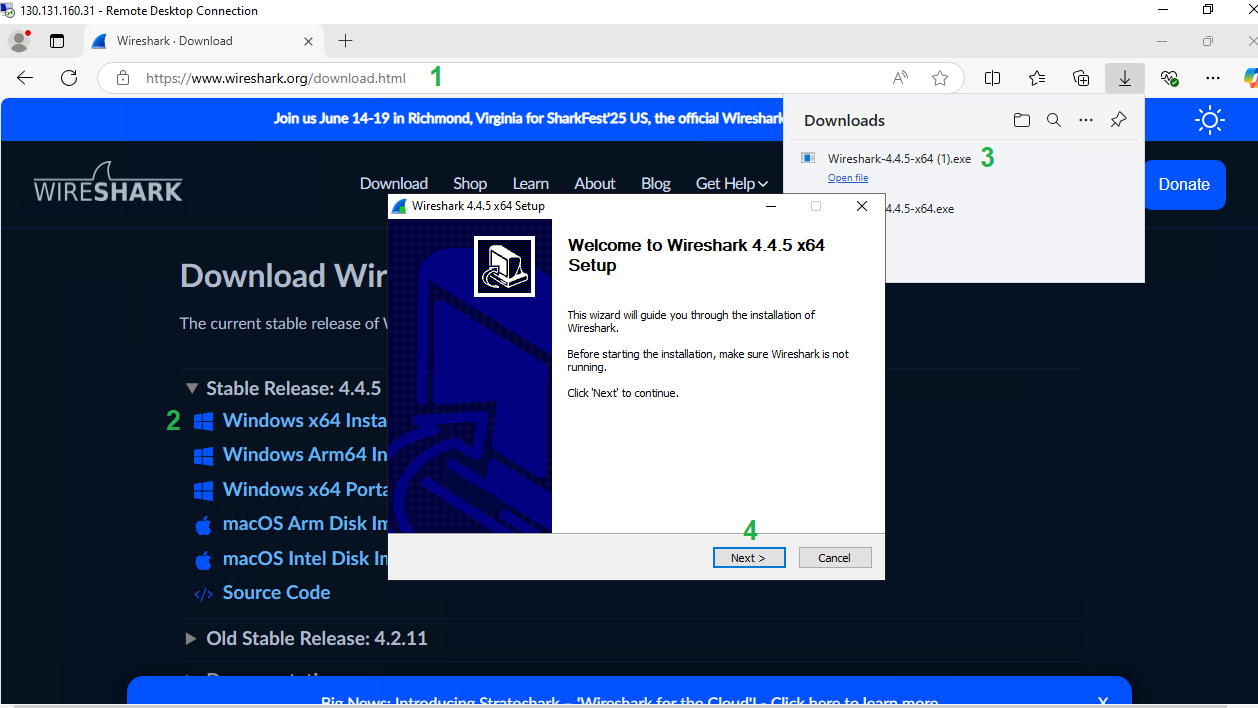 130.131.160.31 - Remote Desktop Connection
Wireshark · Download
https://www.wireshark.org/download.html 1
Join us June 14-19 in Richmond, Virginia for SharkFest'25 US, the official Wireshark
Downloads
Wireshark-4.4.5-x64 (1).exe 3
Open file
4.4.5-x64.exe
WIRESHARK
Download Shop Learn About Blog Get Help
Donate
Wireshark 4.4.5 x64 Setup
Welcome to Wireshark 4.4.5 x64
Setup
This wizard will guide you through the installation of
Wireshark.
Before starting the installation, make sure Wireshark is not
running.
Click 'Next' to continue.
4
Next >
Cancel
Download Wir
The current stable release of
Stable Release: 4.4.5
2 Windows x64 Insta
Windows Arm64 In
Windows x64 Porta
macOS Arm Disk Im
macOS Intel Disk Im
</> Source Code
Old Stable Release: 4.2.11
Big News: Introducing Stratoshark – 'Wireshark for the Cloud'! - Click here to learn more
X